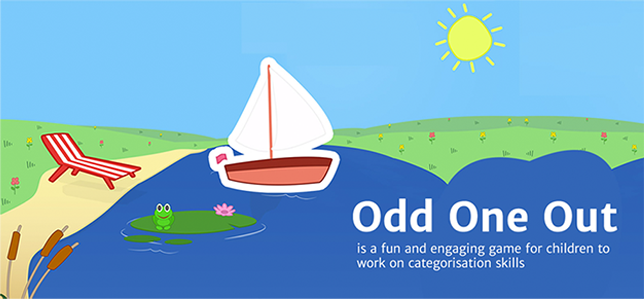 Odd One Out
is a fun and engaging game for children to
work on categorisation skills